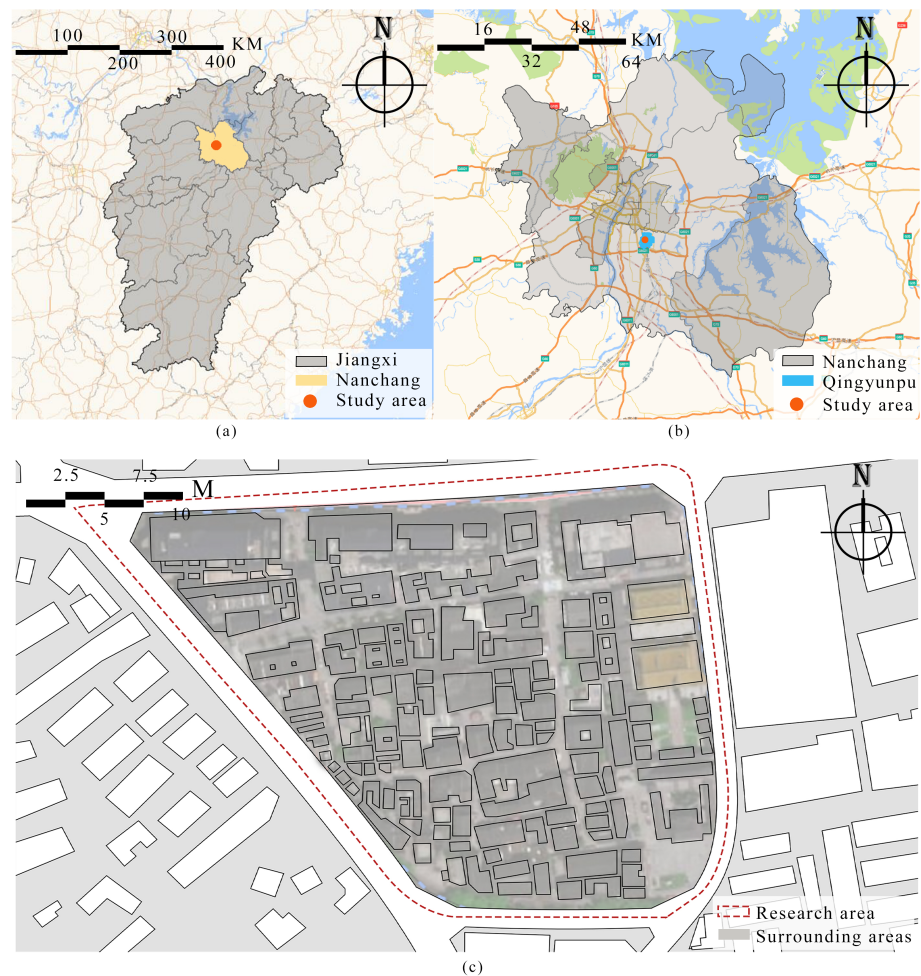 100 300 KM
200 400
N
Jiangxi
Nanchang
Study area
(a)
16 48 KM
32 64
N
Nanchang
Qingyunpu
Study area
(b)
2.5 7.5 M
5 10
N
Research area
Surrounding areas
(c)